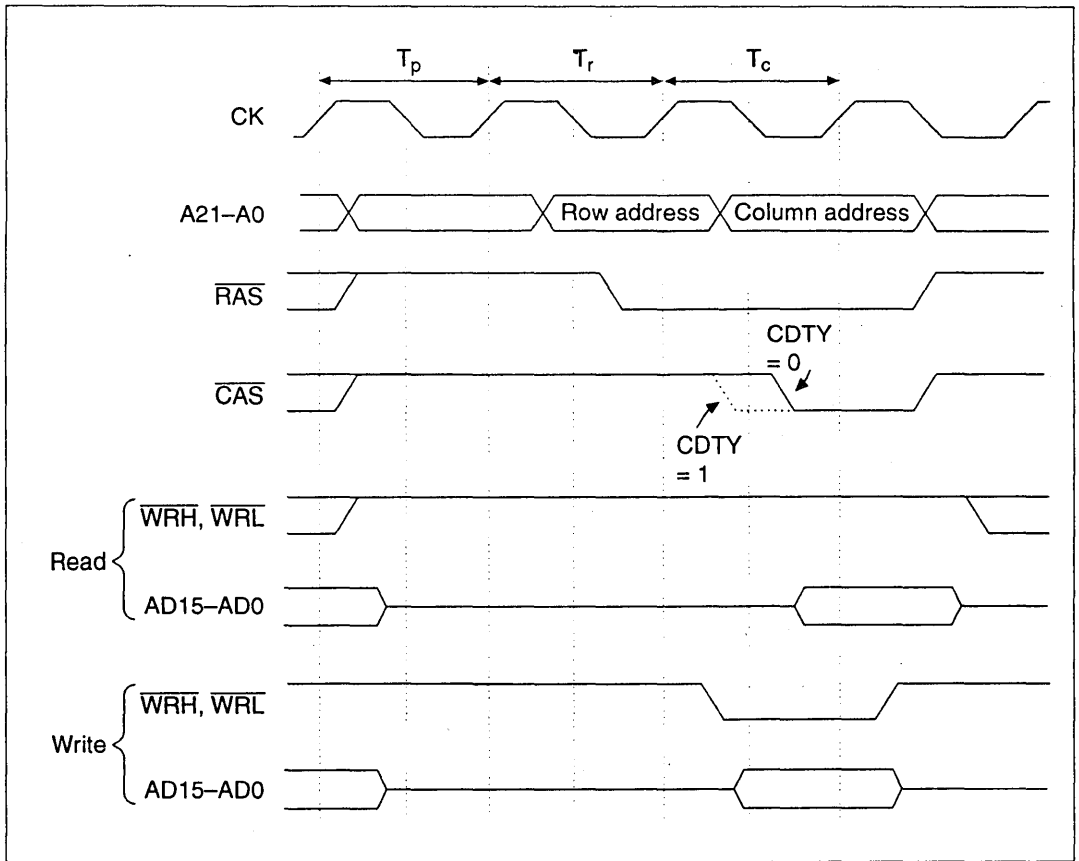 Tp
Tr
Tc
CK
A21–A0
Row address
Column address
RAS
CDTY
= 0
CAS
CDTY
= 1
WRH, WRL
Read
AD15–AD0
WRH, WRL
Write
AD15–AD0